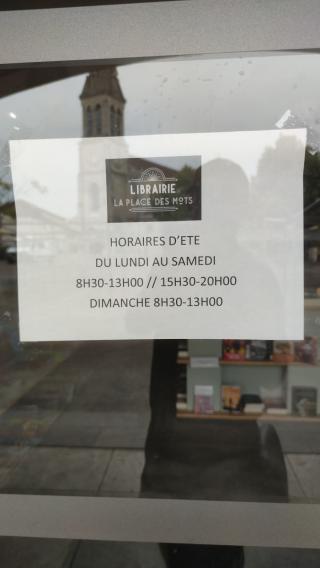 LIBRAIRIE
LA PLACE DES MOTS
HORAIRES D'ETE
DU LUNDI AU SAMEDI
8H30-13H00 // 15H30-20H00
DIMANCHE 8H30-13H00